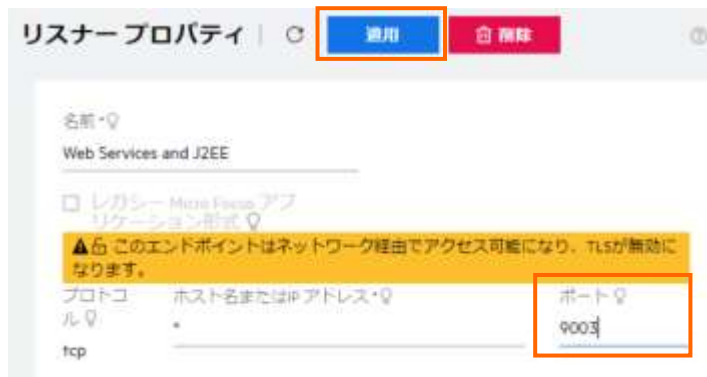 リスナー プロパティ
適用
削除
名前*
Web Services and J2EE
レガシー Micro Focus アプ
リケーション形式
このエンドポイントはネットワーク経由でアクセス可能になり、TLSが無効に
なります。
プロトコ
ル
ホスト名またはIP アドレス*
ポート
*
9003
tcp